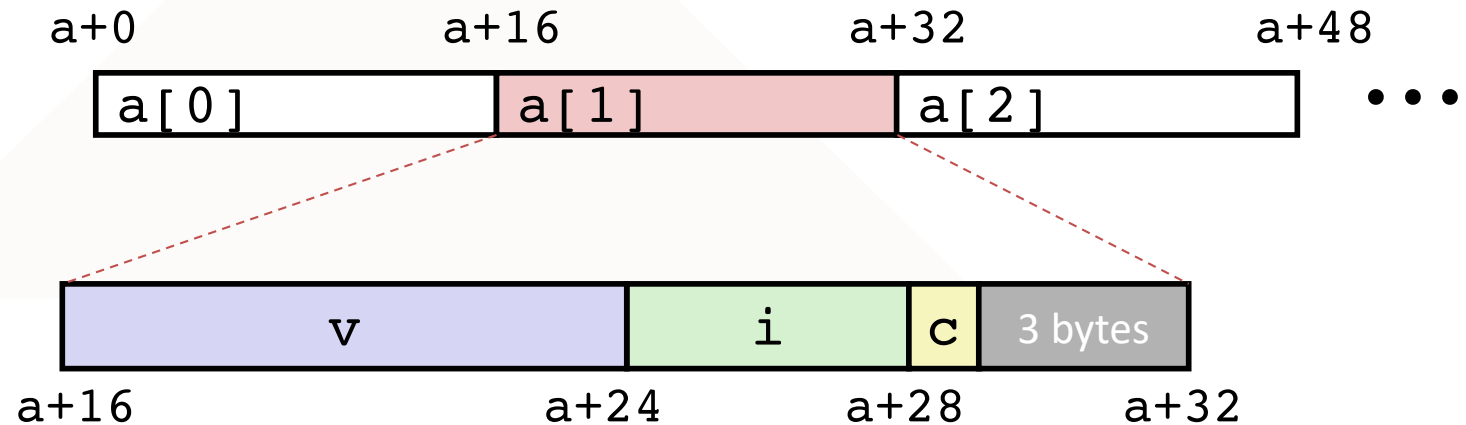 a+0 a+16 a+32 a+48
a[0] a[1] a[2] •••
v i c 3 bytes
a+16 a+24 a+28 a+32